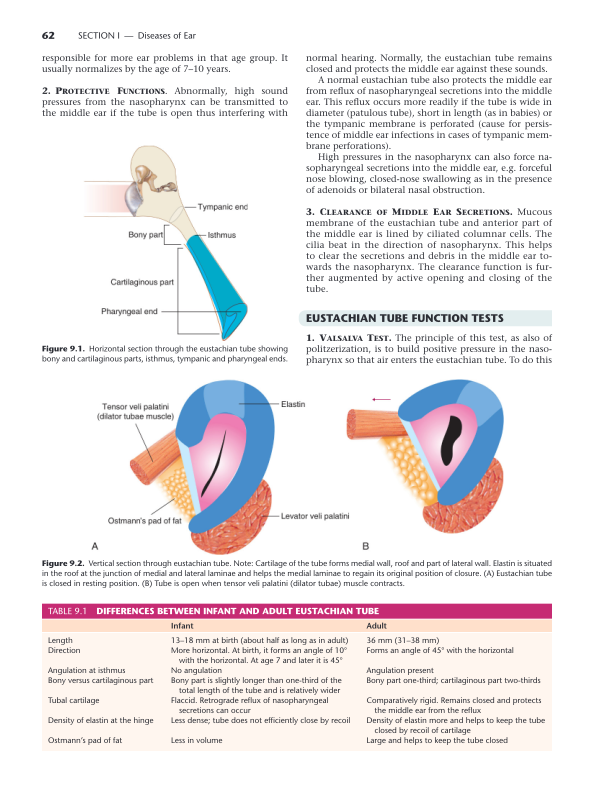 62 SECTION I — Diseases of Ear
responsible for more ear problems in that age group. It
usually normalizes by the age of 7–10 years.
2. Protective Functions. Abnormally, high sound
pressures from the nasopharynx can be transmitted to
the middle ear if the tube is open thus interfering with
Tympanic end
Bony part
Isthmus
Cartilaginous part
Pharyngeal end
Figure 9.1. Horizontal section through the eustachian tube showing
bony and cartilaginous parts, isthmus, tympanic and pharyngeal ends.
normal hearing. Normally, the eustachian tube remains
closed and protects the middle ear against these sounds.
A normal eustachian tube also protects the middle ear
from reflux of nasopharyngeal secretions into the middle
ear. This reflux occurs more readily if the tube is wide in
diameter (patulous tube), short in length (as in babies) or
the tympanic membrane is perforated (cause for persis-
tence of middle ear infections in cases of tympanic mem-
brane perforations).
High pressures in the nasopharynx can also force na-
sopharyngeal secretions into the middle ear, e.g. forceful
nose blowing, closed-nose swallowing as in the presence
of adenoids or bilateral nasal obstruction.
3. Clearance of Middle Ear Secretions. Mucous
membrane of the eustachian tube and anterior part of
the middle ear is lined by ciliated columnar cells. The
cilia beat in the direction of nasopharynx. This helps
to clear the secretions and debris in the middle ear to-
wards the nasopharynx. The clearance function is fur-
ther augmented by active opening and closing of the
tube.
EUSTACHIAN TUBE FUNCTION TESTS
1. Valsalva Test. The principle of this test, as also of
politzerization, is to build positive pressure in the naso-
pharynx so that air enters the eustachian tube. To do this
Tensor veli palatini
(dilator tubae muscle)
Elastin
Ostmann's pad of fat
Levator veli palatini
A
B
Figure 9.2. Vertical section through eustachian tube. Note: Cartilage of the tube forms medial wall, roof and part of lateral wall. Elastin is situated
in the roof at the junction of medial and lateral laminae and helps the medial laminae to regain its original position of closure. (A) Eustachian tube
is closed in resting position. (B) Tube is open when tensor veli palatini (dilator tubae) muscle contracts.
TABLE 9.1 DIFFERENCES BETWEEN INFANT AND ADULT EUSTACHIAN TUBE
Infant Adult
Length 13–18 mm at birth (about half as long as in adult) 36 mm (31–38 mm)
Direction More horizontal. At birth, it forms an angle of 10° Forms an angle of 45° with the horizontal
with the horizontal. At age 7 and later it is 45°
Angulation at isthmus No angulation Angulation present
Bony versus cartilaginous part Bony part is slightly longer than one-third of the Bony part one-third; cartilaginous part two-thirds
total length of the tube and is relatively wider
Tubal cartilage Flaccid. Retrograde reflux of nasopharyngeal Comparatively rigid. Remains closed and protects
secretions can occur the middle ear from the reflux
Density of elastin at the hinge Less dense; tube does not efficiently close by recoil Density of elastin more and helps to keep the tube
closed by recoil of cartilage
Ostmann's pad of fat Less in volume Large and helps to keep the tube closed